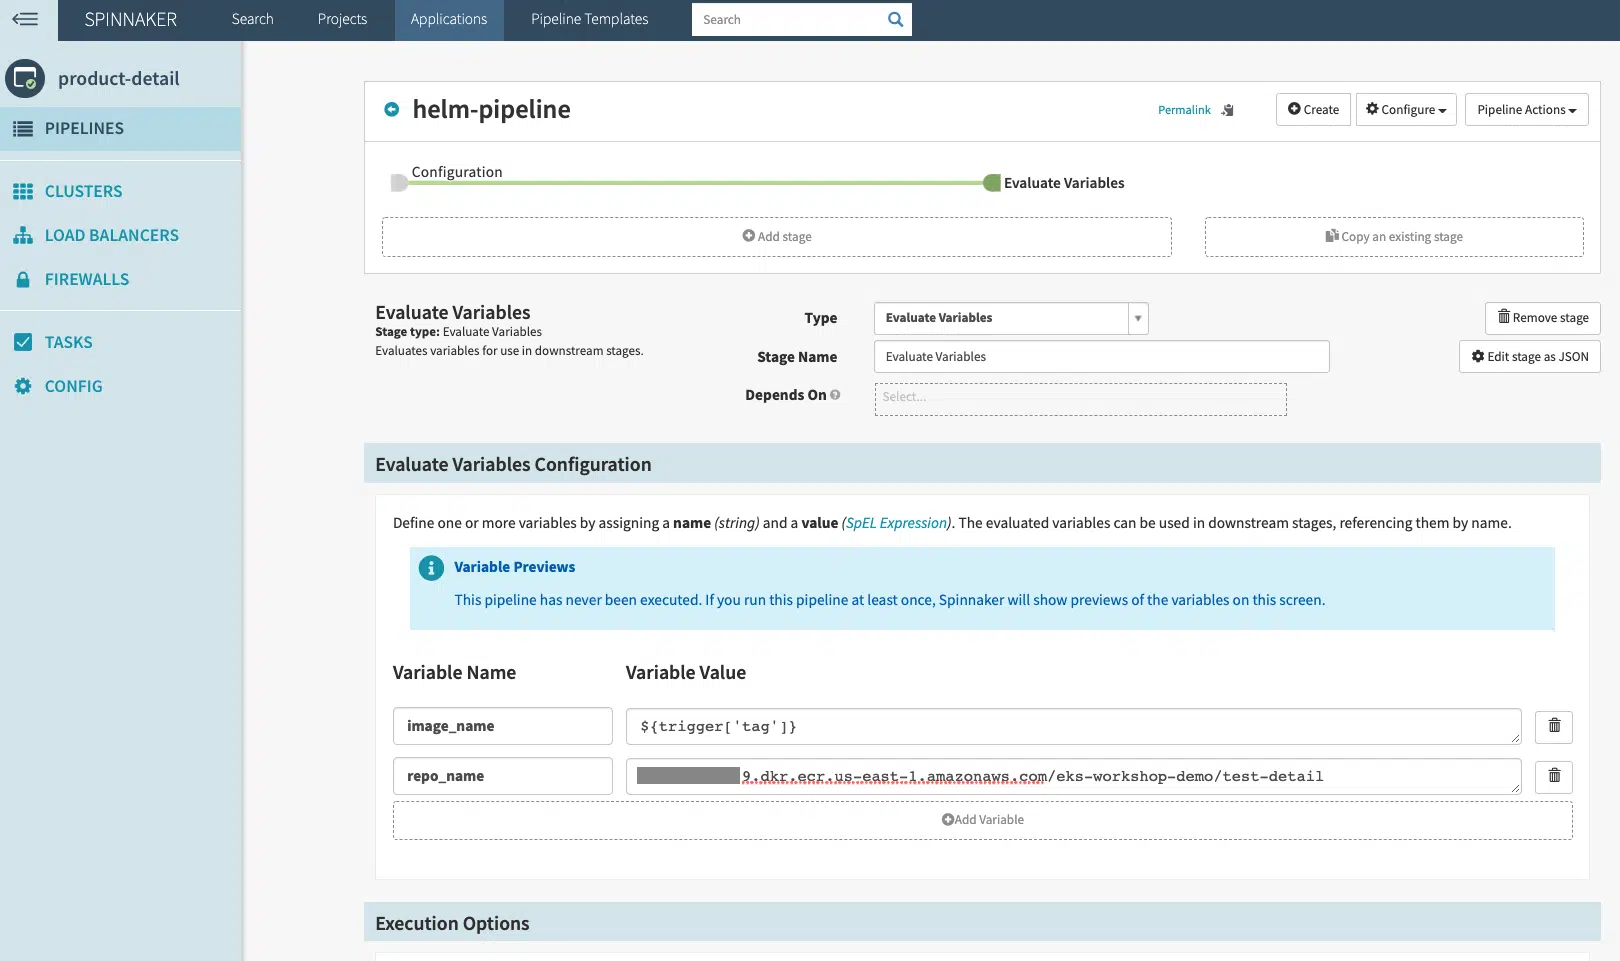 SPINNAKER Search Projects Applications Pipeline Templates Search
product-detail
PIPELINES
CLUSTERS
LOAD BALANCERS
FIREWALLS
TASKS
CONFIG
helm-pipeline Permalink Create Configure Pipeline Actions
Configuration
Evaluate Variables
Add stage Copy an existing stage
Evaluate Variables
Stage type: Evaluate Variables
Evaluates variables for use in downstream stages.
Type Evaluate Variables Remove stage
Stage Name Evaluate Variables Edit stage as JSON
Depends On Select...
Evaluate Variables Configuration
Define one or more variables by assigning a name (string) and a value (SpEL Expression). The evaluated variables can be used in downstream stages, referencing them by name.
Variable Previews
This pipeline has never been executed. If you run this pipeline at least once, Spinnaker will show previews of the variables on this screen.
Variable Name Variable Value
image_name ${trigger['tag']}
repo_name 9.dkr.ecr.us-east-1.amazonaws.com/eks-workshop-demo/test-detail
Add Variable
Execution Options